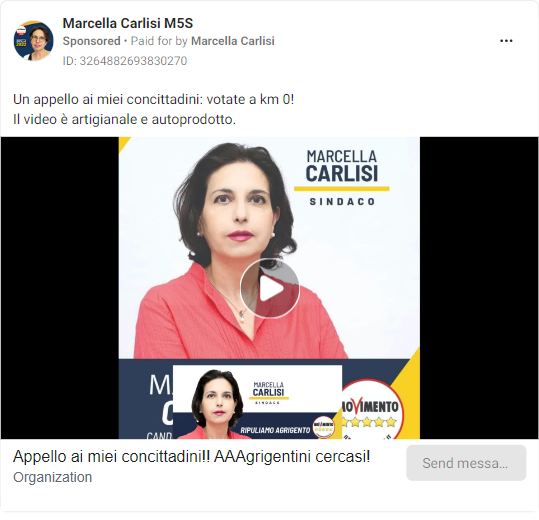 Marcella Carlisi M5S
Sponsored • Paid for by Marcella Carlisi
ID: 3264882693830270
Un appello ai miei concittadini: votate a km 0!
Il video è artigianale e autoprodotto.
MARCELLA
CARLISI
SINDACO
MA
C
CAND
MARCELLA
CARLISI
SINDACO
RIPULIAMO AGRIGENTO
MOVIMENTO
Appello ai miei concittadini!! AAAgrigentini cercasi!
Organization
Send messa...